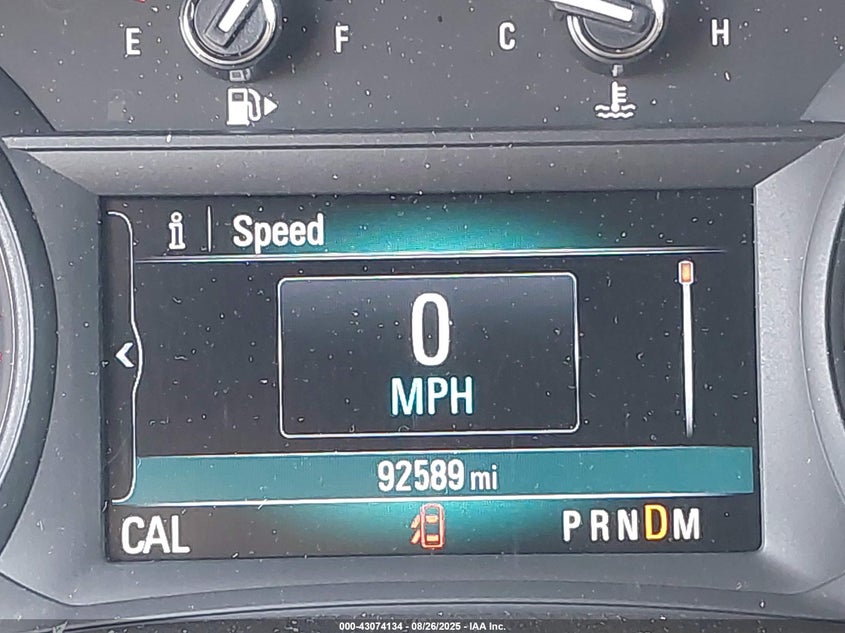 E F C H
Speed
0
MPH
92589 mi
CAL PRNDM
000-43074134 - 08/26/2025 - IAA Inc.